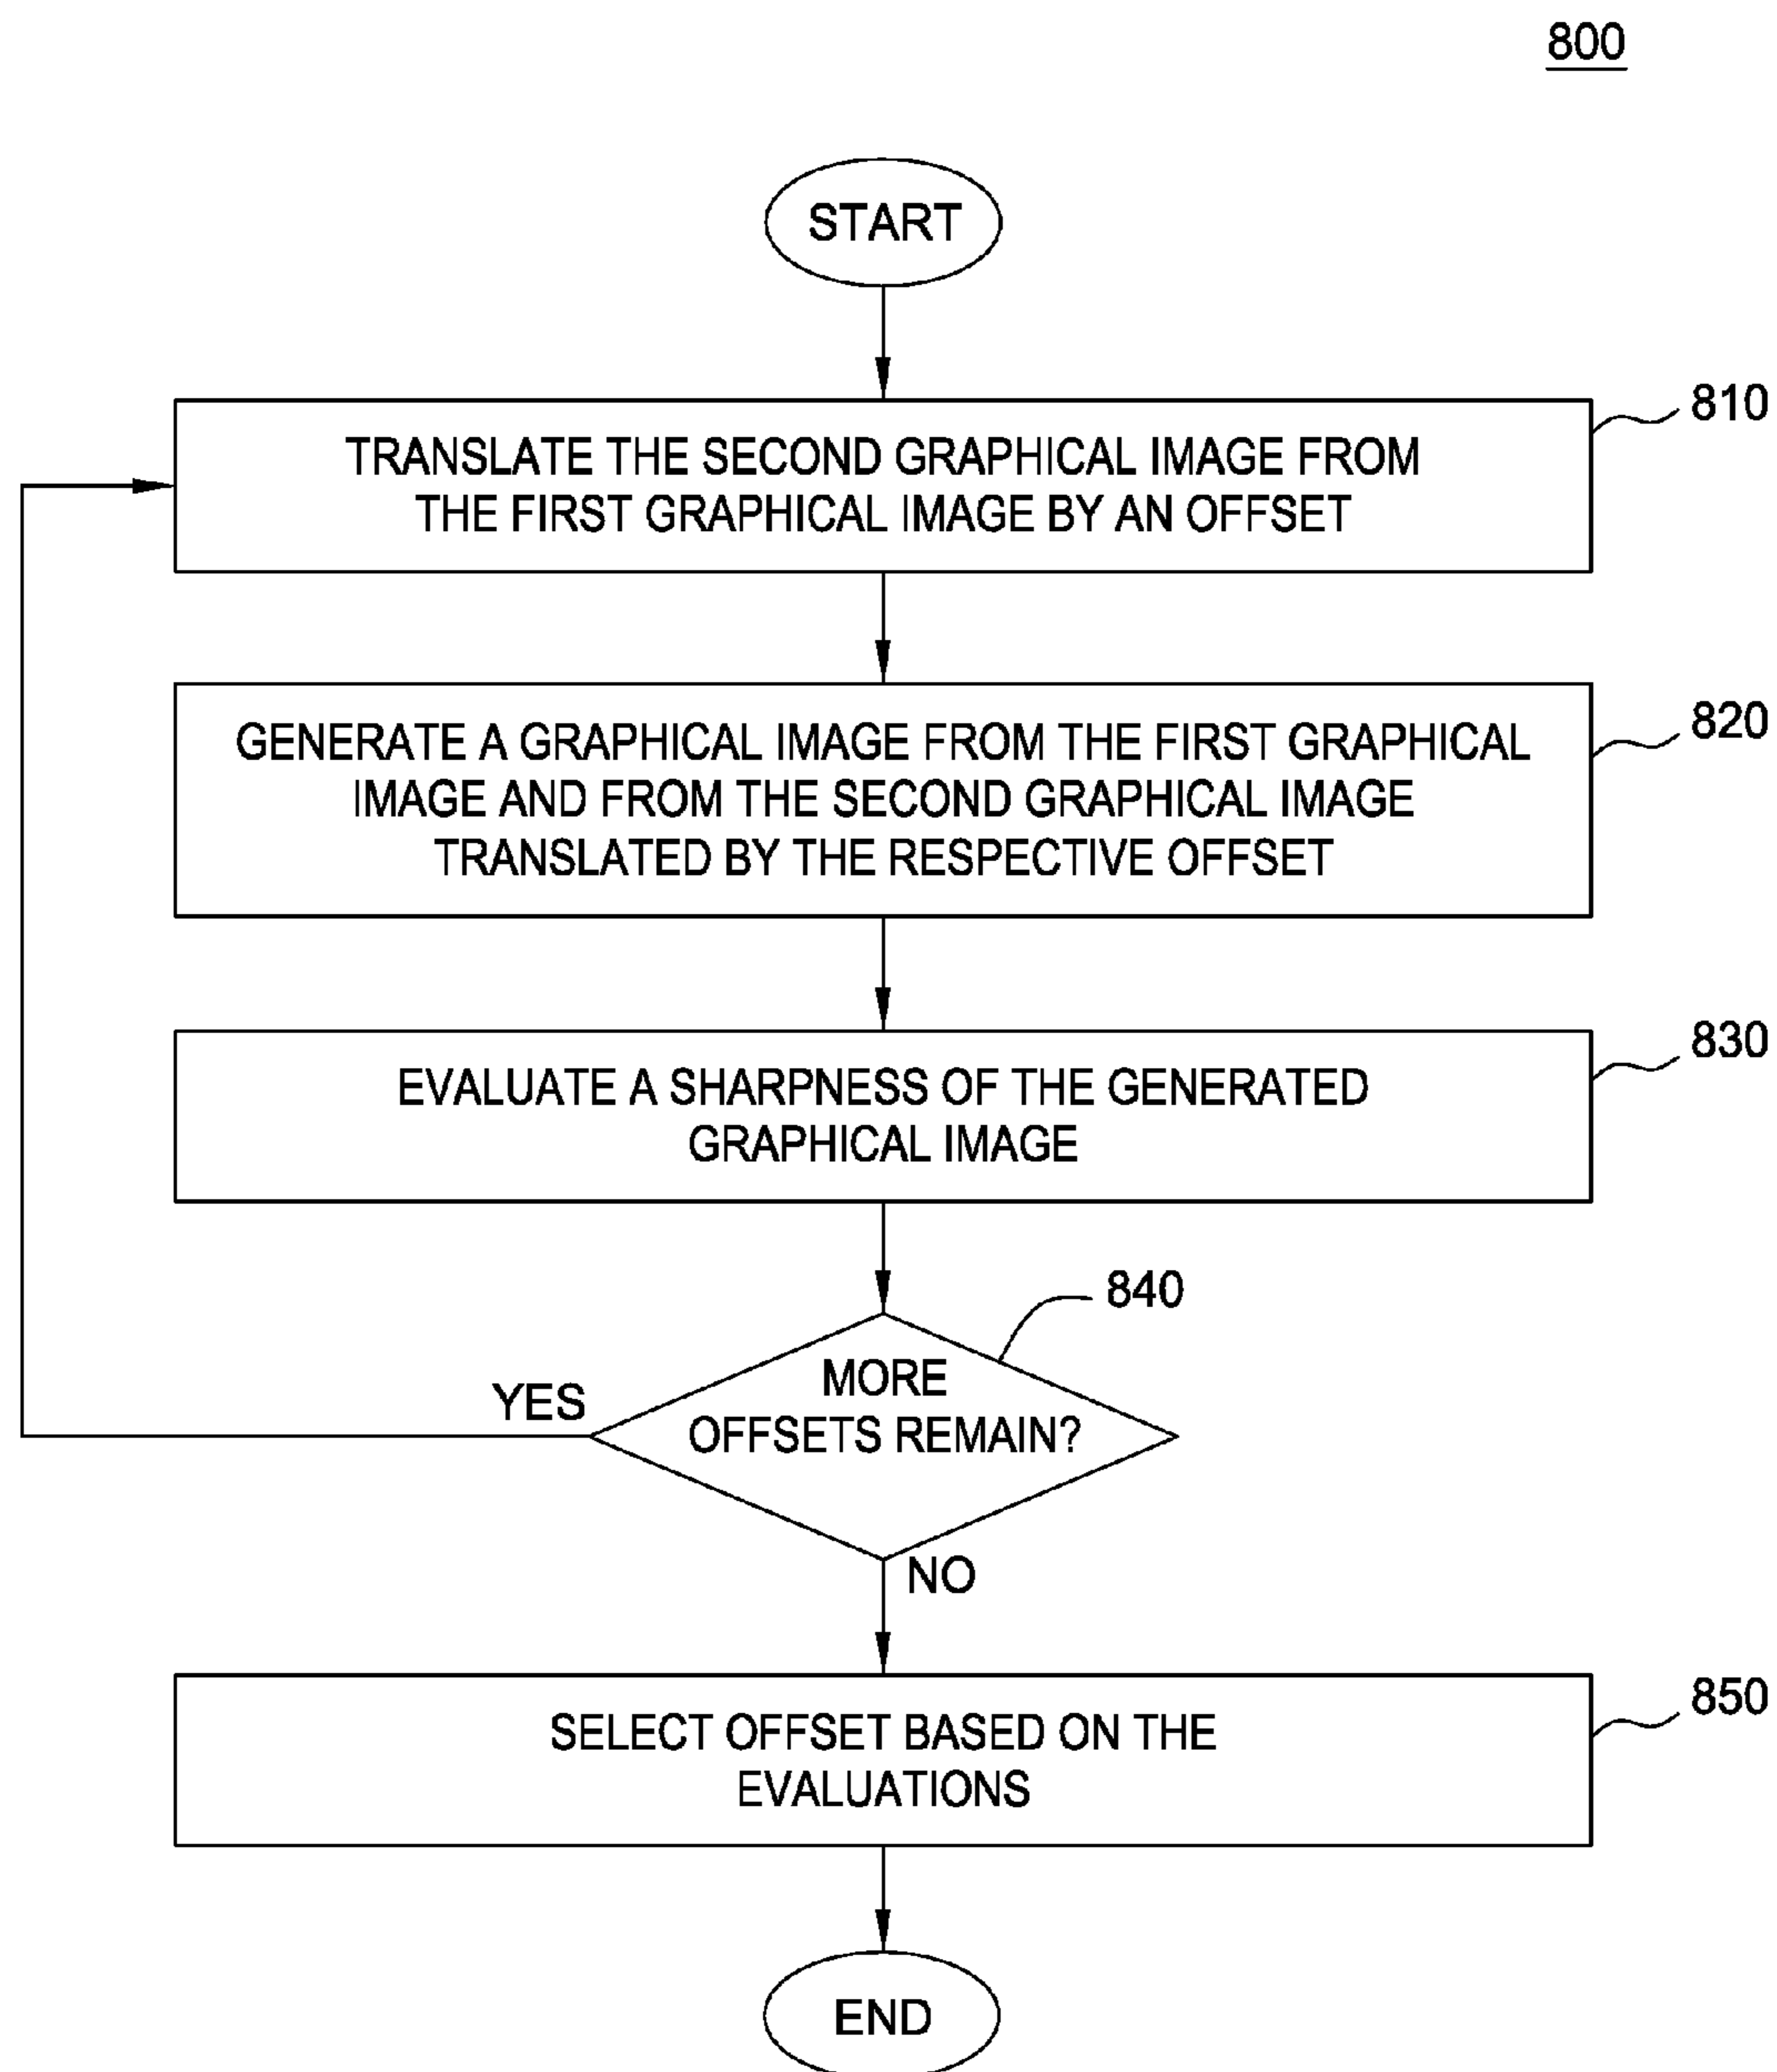 800
START
810
TRANSLATE THE SECOND GRAPHICAL IMAGE FROM
THE FIRST GRAPHICAL IMAGE BY AN OFFSET
820
GENERATE A GRAPHICAL IMAGE FROM THE FIRST GRAPHICAL
IMAGE AND FROM THE SECOND GRAPHICAL IMAGE
TRANSLATED BY THE RESPECTIVE OFFSET
830
EVALUATE A SHARPNESS OF THE GENERATED
GRAPHICAL IMAGE
840
MORE
OFFSETS REMAIN?
YES
NO
850
SELECT OFFSET BASED ON THE
EVALUATIONS
END